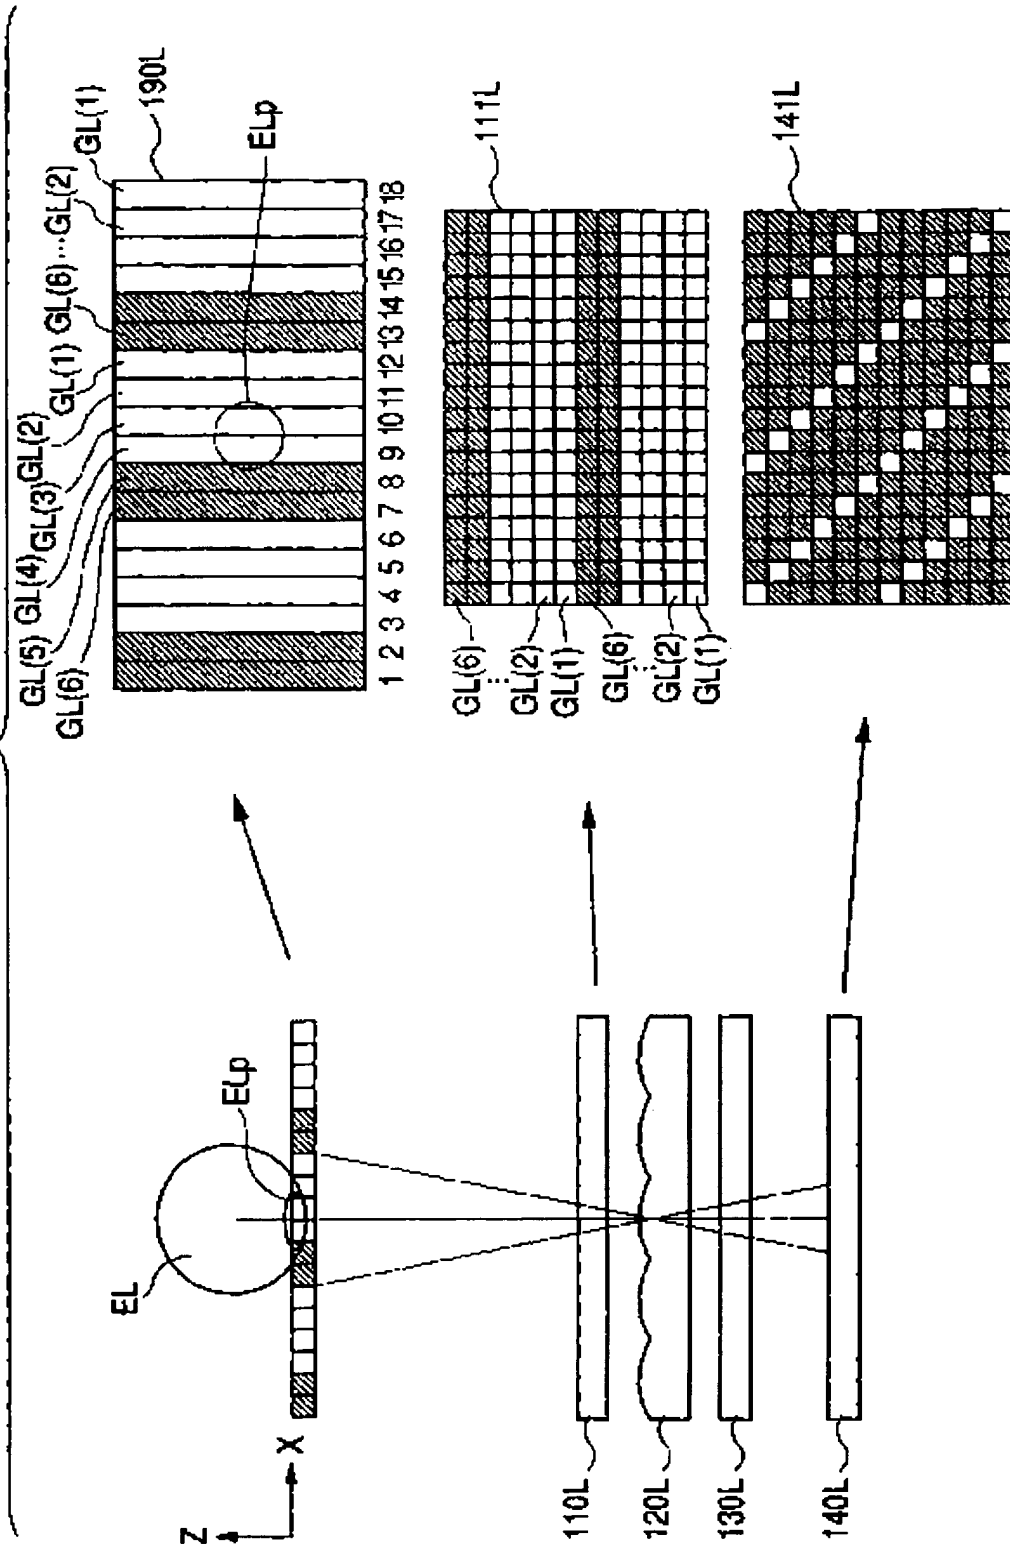 GL(6)
GL(5)
GL(4)
GL(3)
GL(2)
GL(1)
GL(6)...GL(2)
GL(1)
190L
ELp
1 2 3 4 5 6 7 8 9 10 11 12 13 14 15 16 17 18
111L
GL(6)
...
GL(2)
GL(1)
GL(6)
...
GL(2)
GL(1)
141L
EL
ELp
Z
X
110L
120L
130L
140L